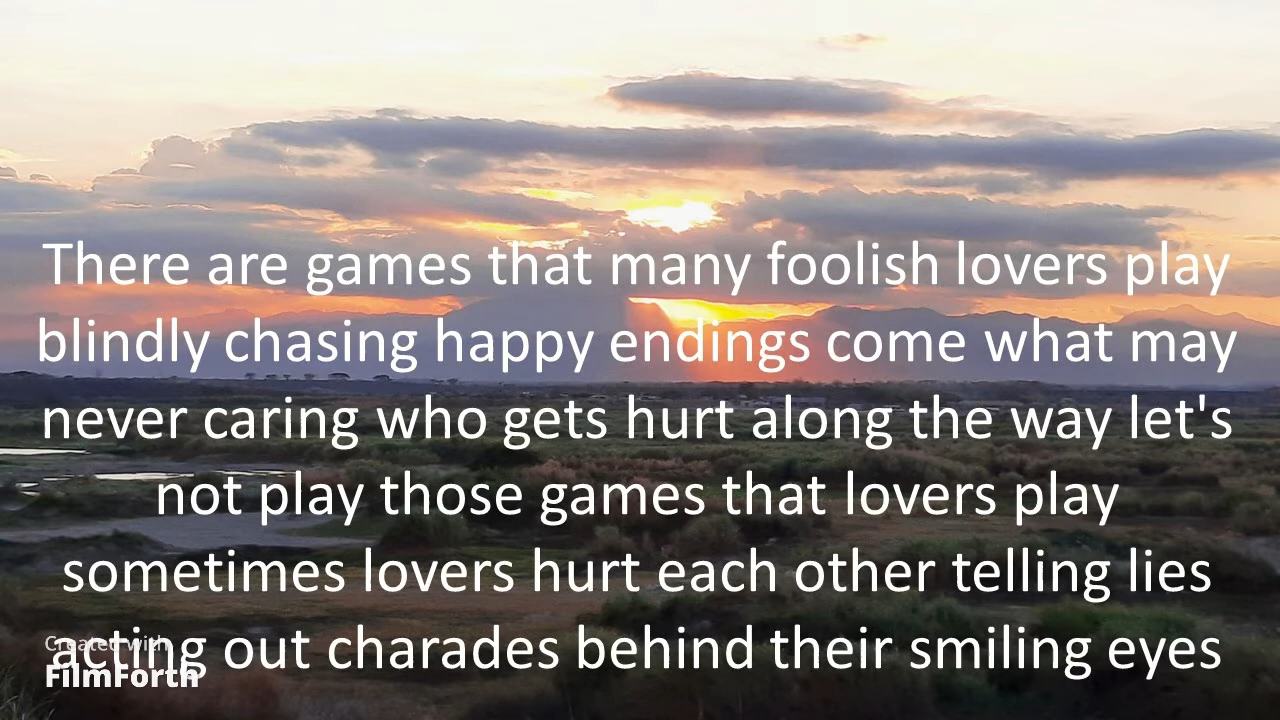 There are games that many foolish lovers play
blindly chasing happy endings come what may
never caring who gets hurt along the way let's
not play those games that lovers play
sometimes lovers hurt each other telling lies
acting out charades behind their smiling eyes
Created with
FilmForth